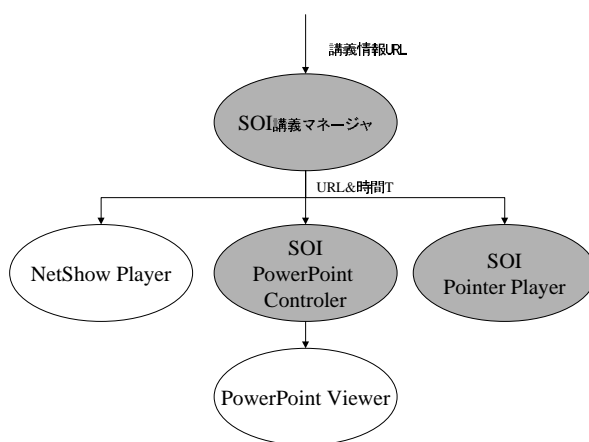 講義情報URL
SOI講義マネージャ
URL&時間T
NetShow Player
SOI
PowerPoint
Controler
SOI
Pointer Player
PowerPoint Viewer